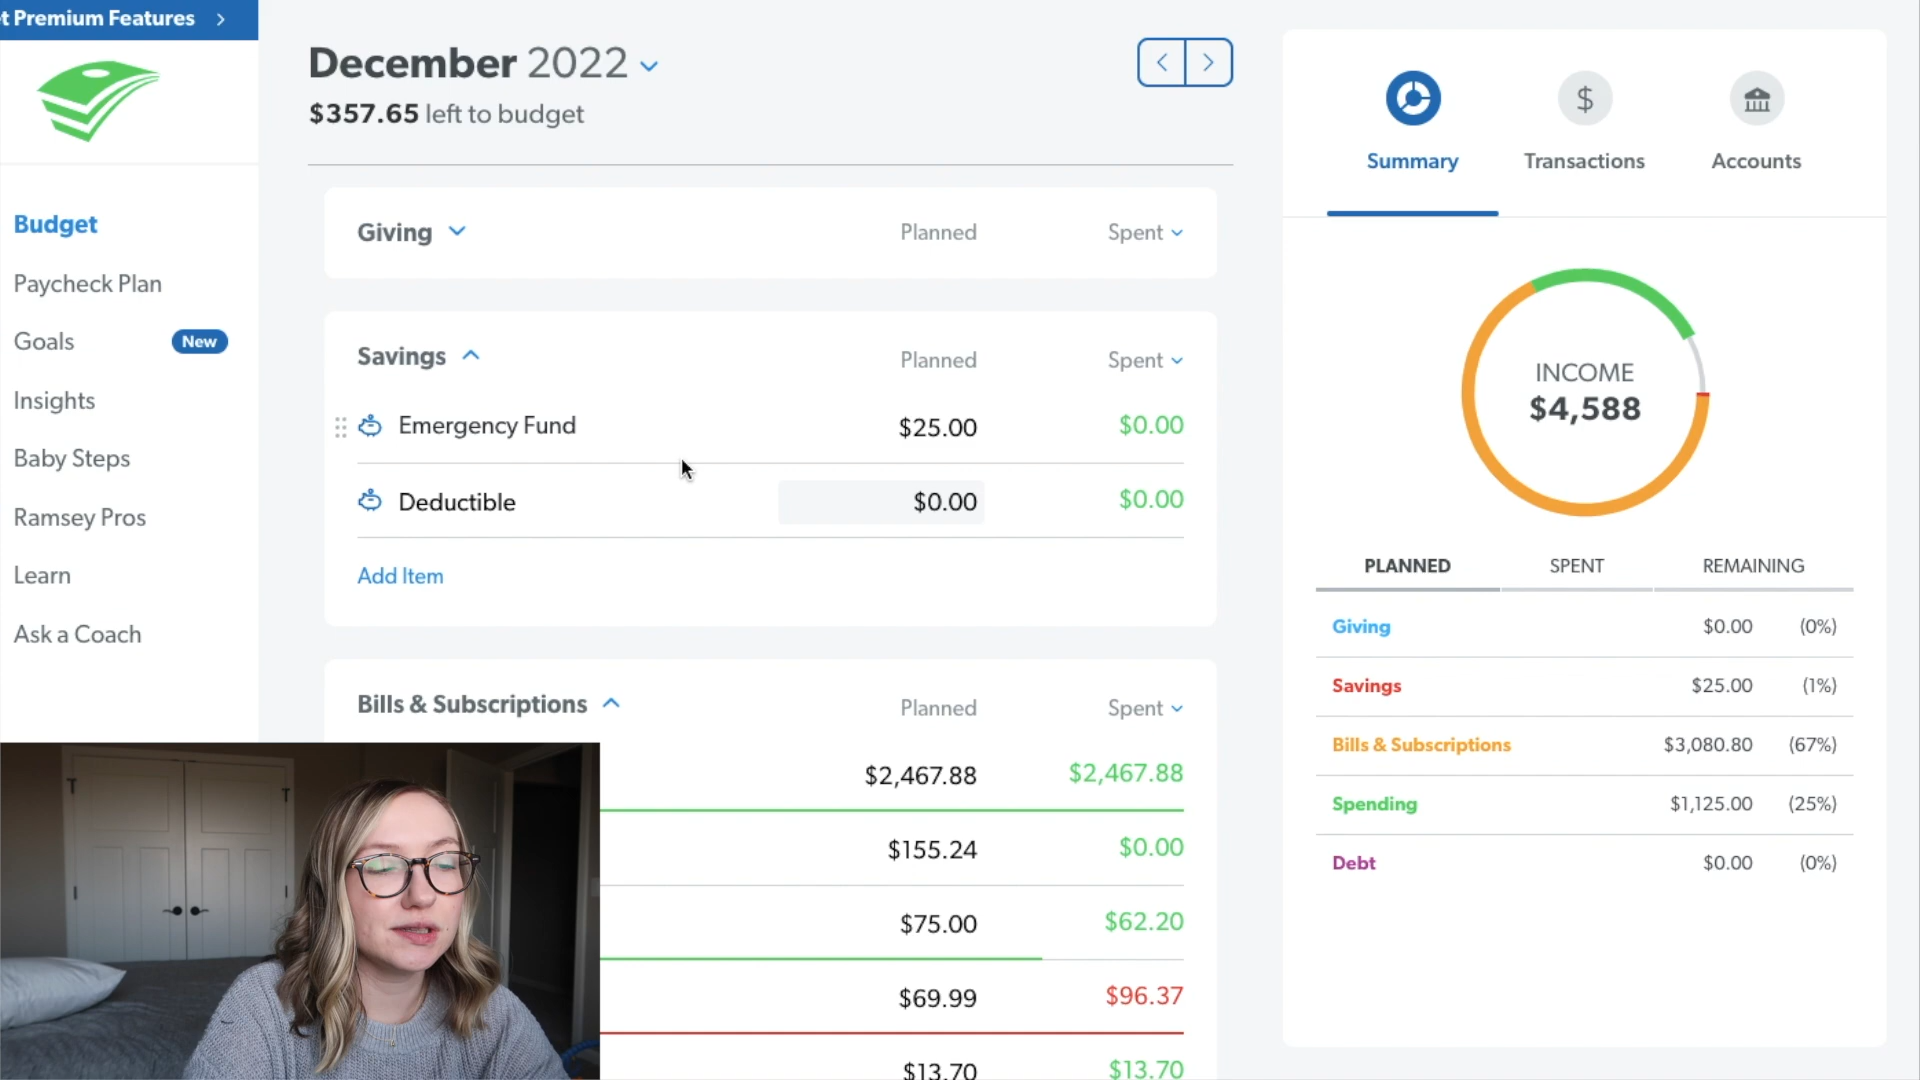 t Premium Features
December 2022
$357.65 left to budget
Budget
Paycheck Plan
Goals New
Insights
Baby Steps
Ramsey Pros
Learn
Ask a Coach
Giving Planned Spent
Savings Planned Spent
Emergency Fund $25.00 $0.00
Deductible $0.00 $0.00
Add Item
Bills & Subscriptions Planned Spent
$2,467.88 $2,467.88
$155.24 $0.00
$75.00 $62.20
$69.99 $96.37
$13.70 $13.70
Summary Transactions Accounts
INCOME
$4,588
PLANNED SPENT REMAINING
Giving $0.00 (0%)
Savings $25.00 (1%)
Bills & Subscriptions $3,080.80 (67%)
Spending $1,125.00 (25%)
Debt $0.00 (0%)